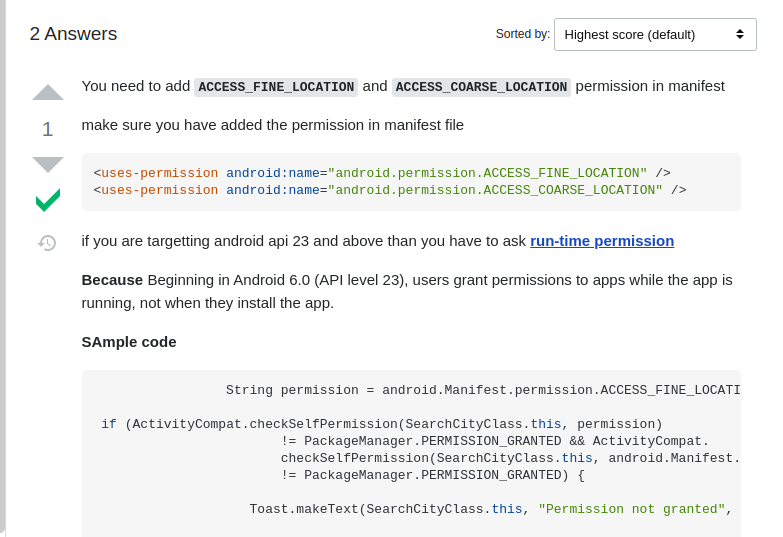 2 Answers
Sorted by:
Highest score (default)
You need to add ACCESS_FINE_LOCATION and ACCESS_COARSE_LOCATION permission in manifest
1
make sure you have added the permission in manifest file
<uses-permission android:name="android.permission.ACCESS_FINE_LOCATION" />
<uses-permission android:name="android.permission.ACCESS_COARSE_LOCATION" />
if you are targetting android api 23 and above than you have to ask run-time permission
Because Beginning in Android 6.0 (API level 23), users grant permissions to apps while the app is
running, not when they install the app.
SAmple code
String permission = android.Manifest.permission.ACCESS_FINE_LOCATI
if (ActivityCompat.checkSelfPermission(SearchCityClass.this, permission)
!= PackageManager.PERMISSION_GRANTED && ActivityCompat.
checkSelfPermission(SearchCityClass.this, android.Manifest.
!= PackageManager.PERMISSION_GRANTED) {
Toast.makeText(SearchCityClass.this, "Permission not granted",